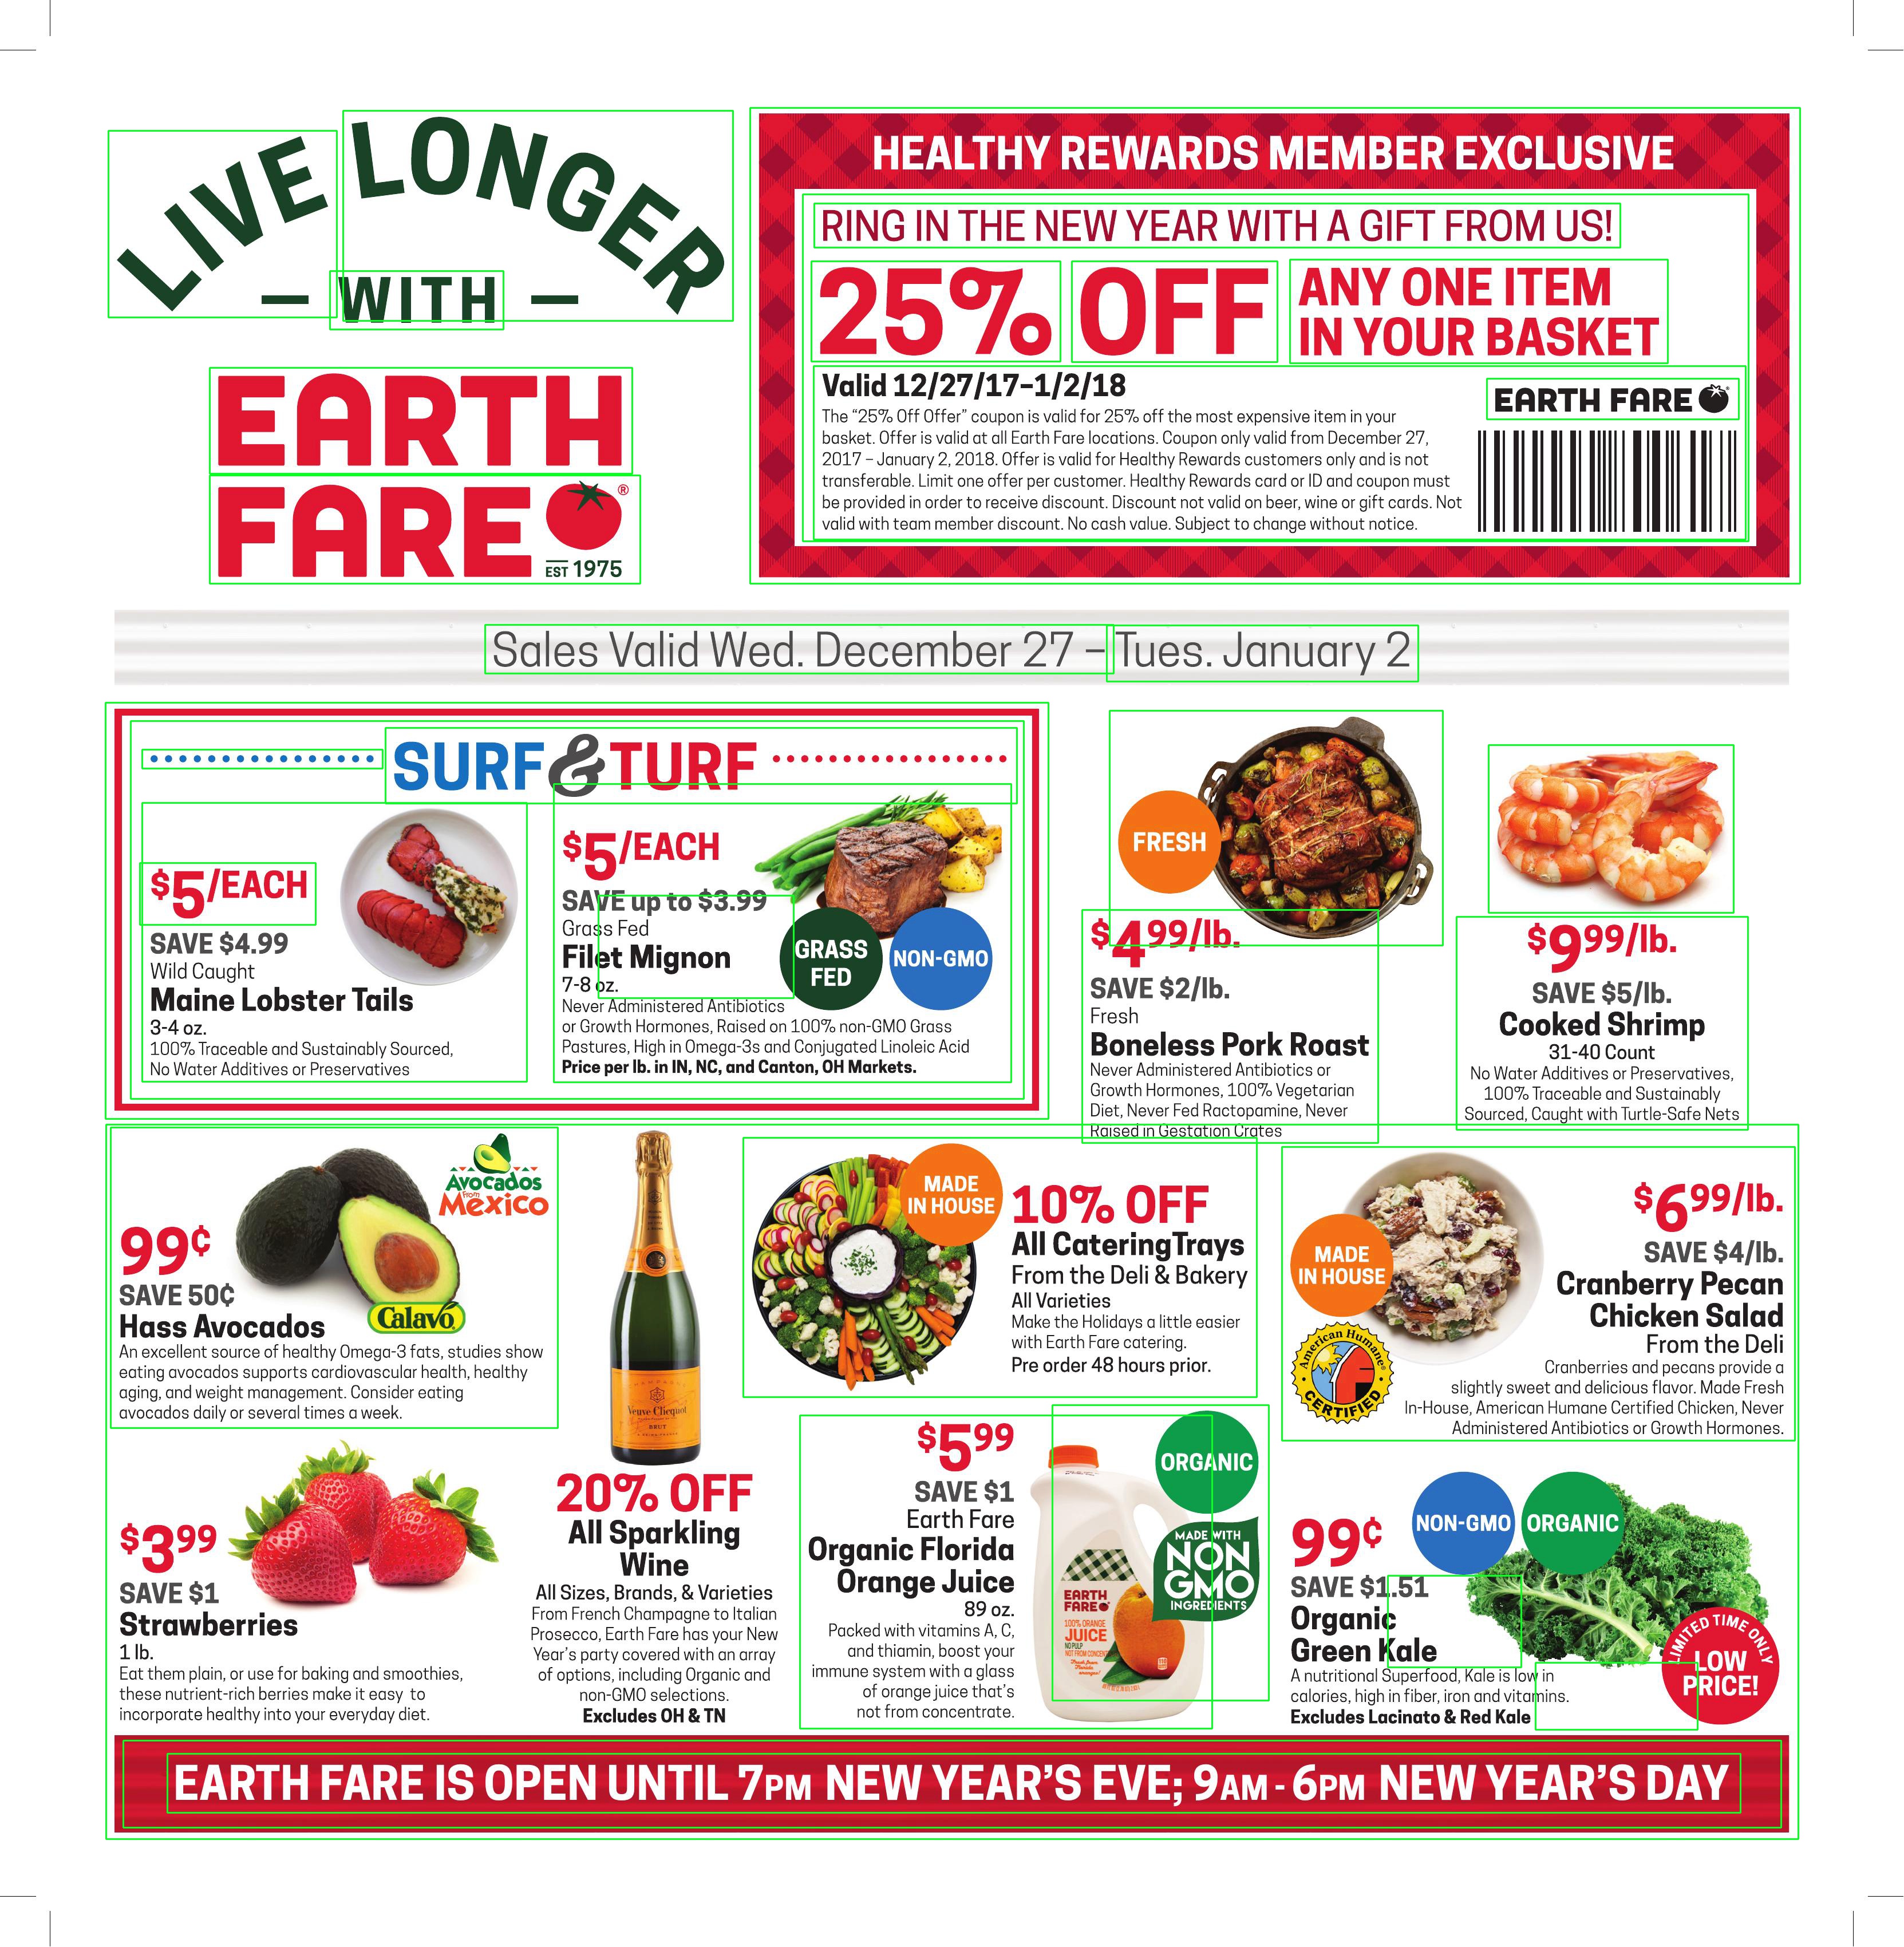 LIVE LONGER
WITH
EARTH
FARE®
EST 1975
HEALTHY REWARDS MEMBER EXCLUSIVE
RING IN THE NEW YEAR WITH A GIFT FROM US!
25% OFF ANY ONE ITEM
IN YOUR BASKET
Valid 12/27/17–1/2/18
The “25% Off Offer” coupon is valid for 25% off the most expensive item in your
basket. Offer is valid at all Earth Fare locations. Coupon only valid from December 27,
2017 – January 2, 2018. Offer is valid for Healthy Rewards customers only and is not
transferable. Limit one offer per customer. Healthy Rewards card or ID and coupon must
be provided in order to receive discount. Discount not valid on beer, wine or gift cards. Not
valid with team member discount. No cash value. Subject to change without notice.
EARTH FARE
Sales Valid Wed. December 27 – Tues. January 2
SURF & TURF
$5/EACH
SAVE $4.99
Wild Caught
Maine Lobster Tails
3-4 oz.
100% Traceable and Sustainably Sourced,
No Water Additives or Preservatives
$5/EACH
SAVE up to $3.99
Grass Fed
Filet Mignon
7-8 oz.
Never Administered Antibiotics
or Growth Hormones, Raised on 100% non-GMO Grass
Pastures, High in Omega-3s and Conjugated Linoleic Acid
Price per lb. in IN, NC, and Canton, OH Markets.
GRASS
FED
NON-GMO
FRESH
$4.99/lb.
SAVE $2/lb.
Fresh
Boneless Pork Roast
Never Administered Antibiotics or
Growth Hormones, 100% Vegetarian
Diet, Never Fed Ractopamine, Never
Raised in Gestation Crates
$9.99/lb.
SAVE $5/lb.
Cooked Shrimp
31-40 Count
No Water Additives or Preservatives,
100% Traceable and Sustainably
Sourced, Caught with Turtle-Safe Nets
Avocados
From
Mexico
99¢
SAVE 50¢
Calavo
Hass Avocados
An excellent source of healthy Omega-3 fats, studies show
eating avocados supports cardiovascular health, healthy
aging, and weight management. Consider eating
avocados daily or several times a week.
Veuve Clicquot
BRUT
20% OFF
All Sparkling
Wine
All Sizes, Brands, & Varieties
From French Champagne to Italian
Prosecco, Earth Fare has your New
Year’s party covered with an array
of options, including Organic and
non-GMO selections.
Excludes OH & TN
MADE
IN HOUSE
10% OFF
All CateringTrays
From the Deli & Bakery
All Varieties
Make the Holidays a little easier
with Earth Fare catering.
Pre order 48 hours prior.
MADE
IN HOUSE
American Humane
CERTIFIED
$6.99/lb.
SAVE $4/lb.
Cranberry Pecan
Chicken Salad
From the Deli
Cranberries and pecans provide a
slightly sweet and delicious flavor. Made Fresh
In-House, American Humane Certified Chicken, Never
Administered Antibiotics or Growth Hormones.
$3.99
SAVE $1
Strawberries
1 lb.
Eat them plain, or use for baking and smoothies,
these nutrient-rich berries make it easy to
incorporate healthy into your everyday diet.
$5.99
SAVE $1
Earth Fare
Organic Florida
Orange Juice
89 oz.
Packed with vitamins A, C,
and thiamin, boost your
immune system with a glass
of orange juice that’s
not from concentrate.
ORGANIC
MADE WITH
NON
GMO
INGREDIENTS
EARTH
FARE
100% ORANGE
JUICE
NO PULP
NOT FROM CONCEN
NON-GMO
ORGANIC
99¢
SAVE $1.51
Organic
Green Kale
A nutritional Superfood, Kale is low in
calories, high in fiber, iron and vitamins.
Excludes Lacinato & Red Kale
LIMITED TIME ONLY
LOW
PRICE!
EARTH FARE IS OPEN UNTIL 7PM NEW YEAR’S EVE; 9AM - 6PM NEW YEAR’S DAY